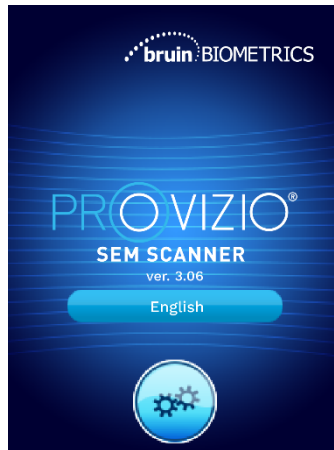 bruin BIOMETRICS
PROVIZIO®
SEM SCANNER
ver. 3.06
English